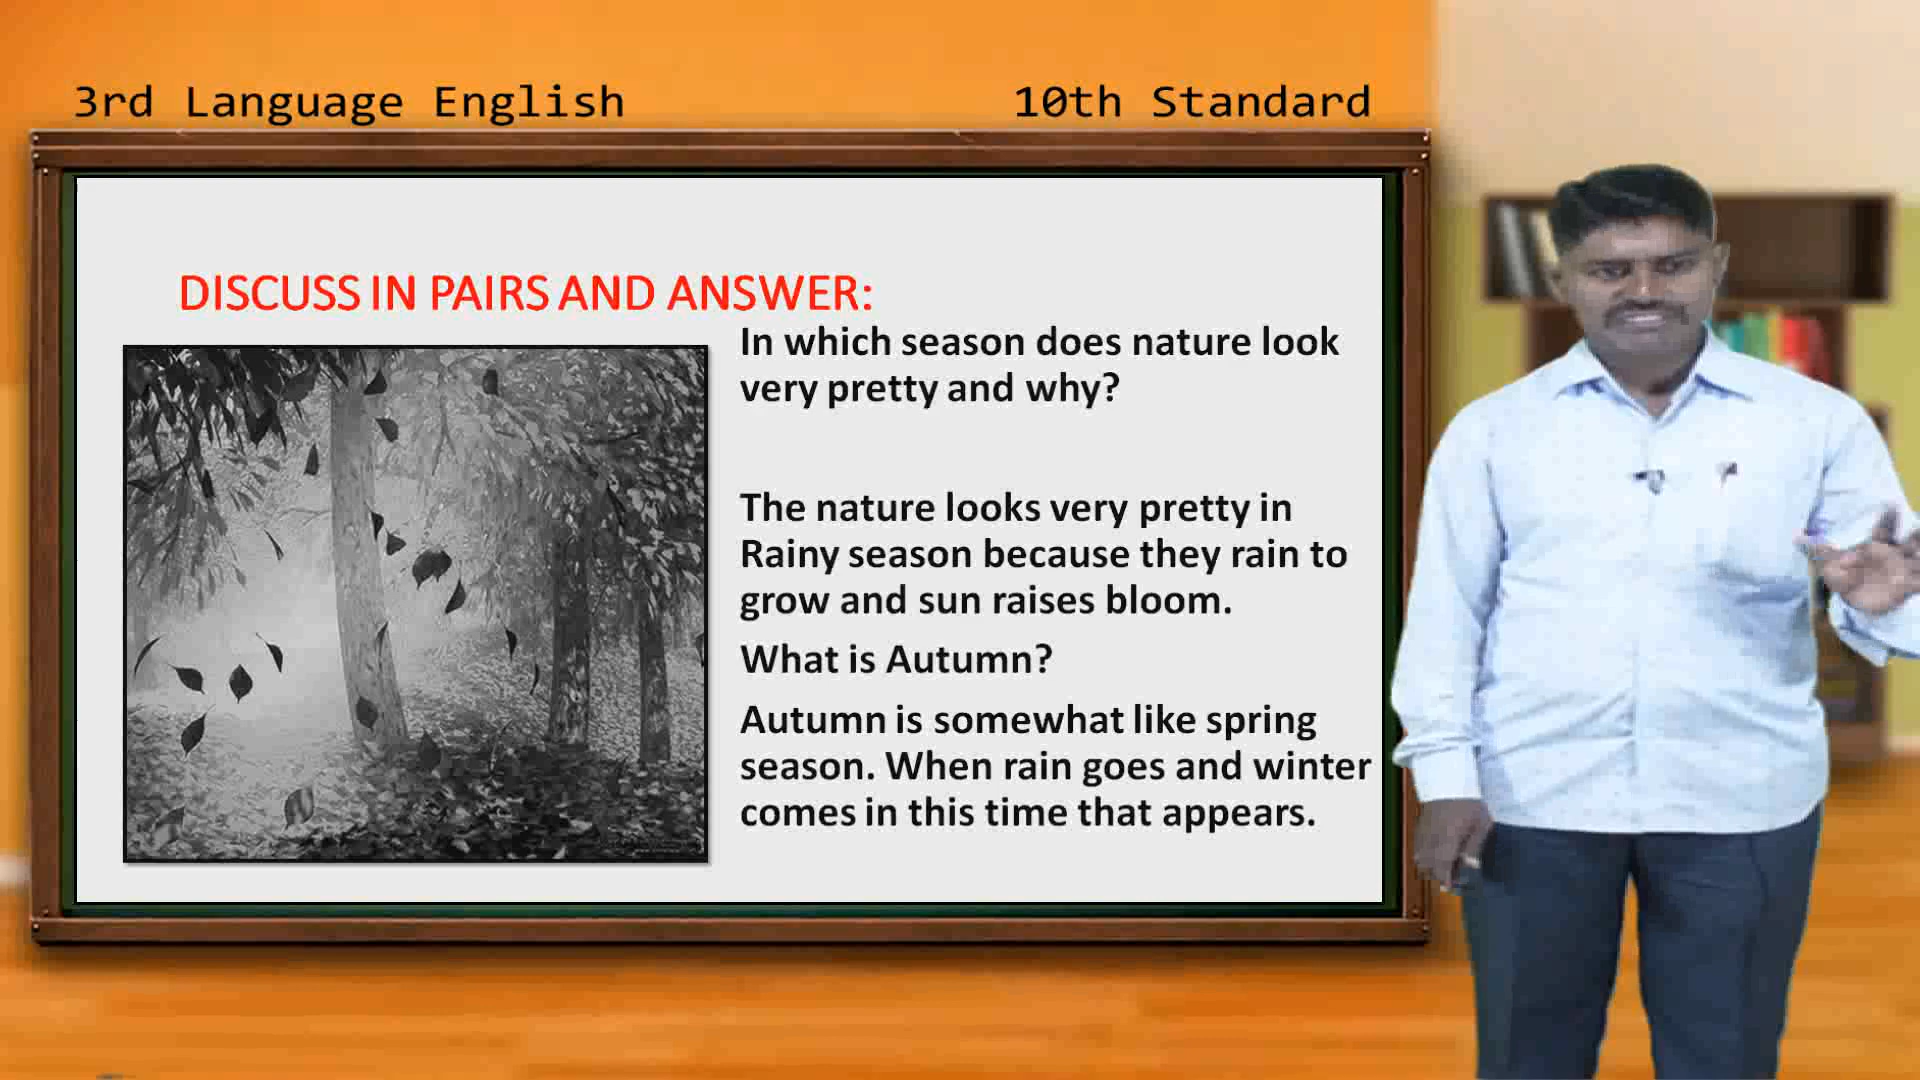 3rd Language English
10th Standard
DISCUSS IN PAIRS AND ANSWER:
In which season does nature look
very pretty and why?
The nature looks very pretty in
Rainy season because they rain to
grow and sun raises bloom.
What is Autumn?
Autumn is somewhat like spring
season. When rain goes and winter
comes in this time that appears.